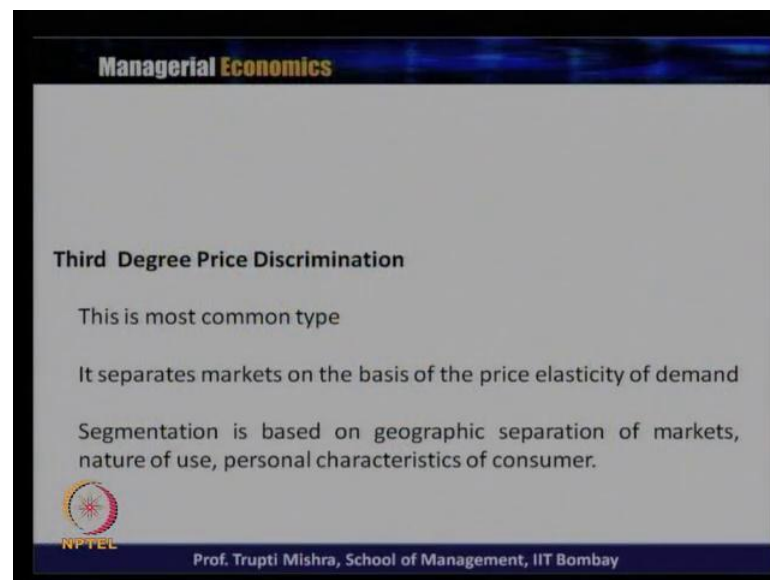 Managerial Economics
Third Degree Price Discrimination
This is most common type
It separates markets on the basis of the price elasticity of demand
Segmentation is based on geographic separation of markets,
nature of use, personal characteristics of consumer.
NPTEL
Prof. Trupti Mishra, School of Management, IIT Bombay